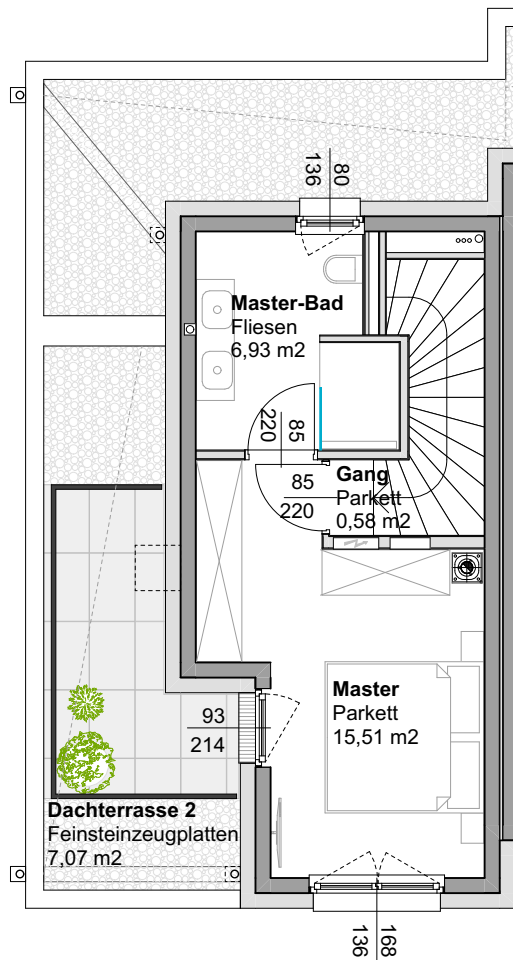 80
136
Master-Bad
Fliesen
6,93 m2
85
220
85
220
Gang
Parkett
0,58 m2
Master
Parkett
15,51 m2
93
214
Dachterrasse 2
Feinsteinzeugplatten
7,07 m2
168
136